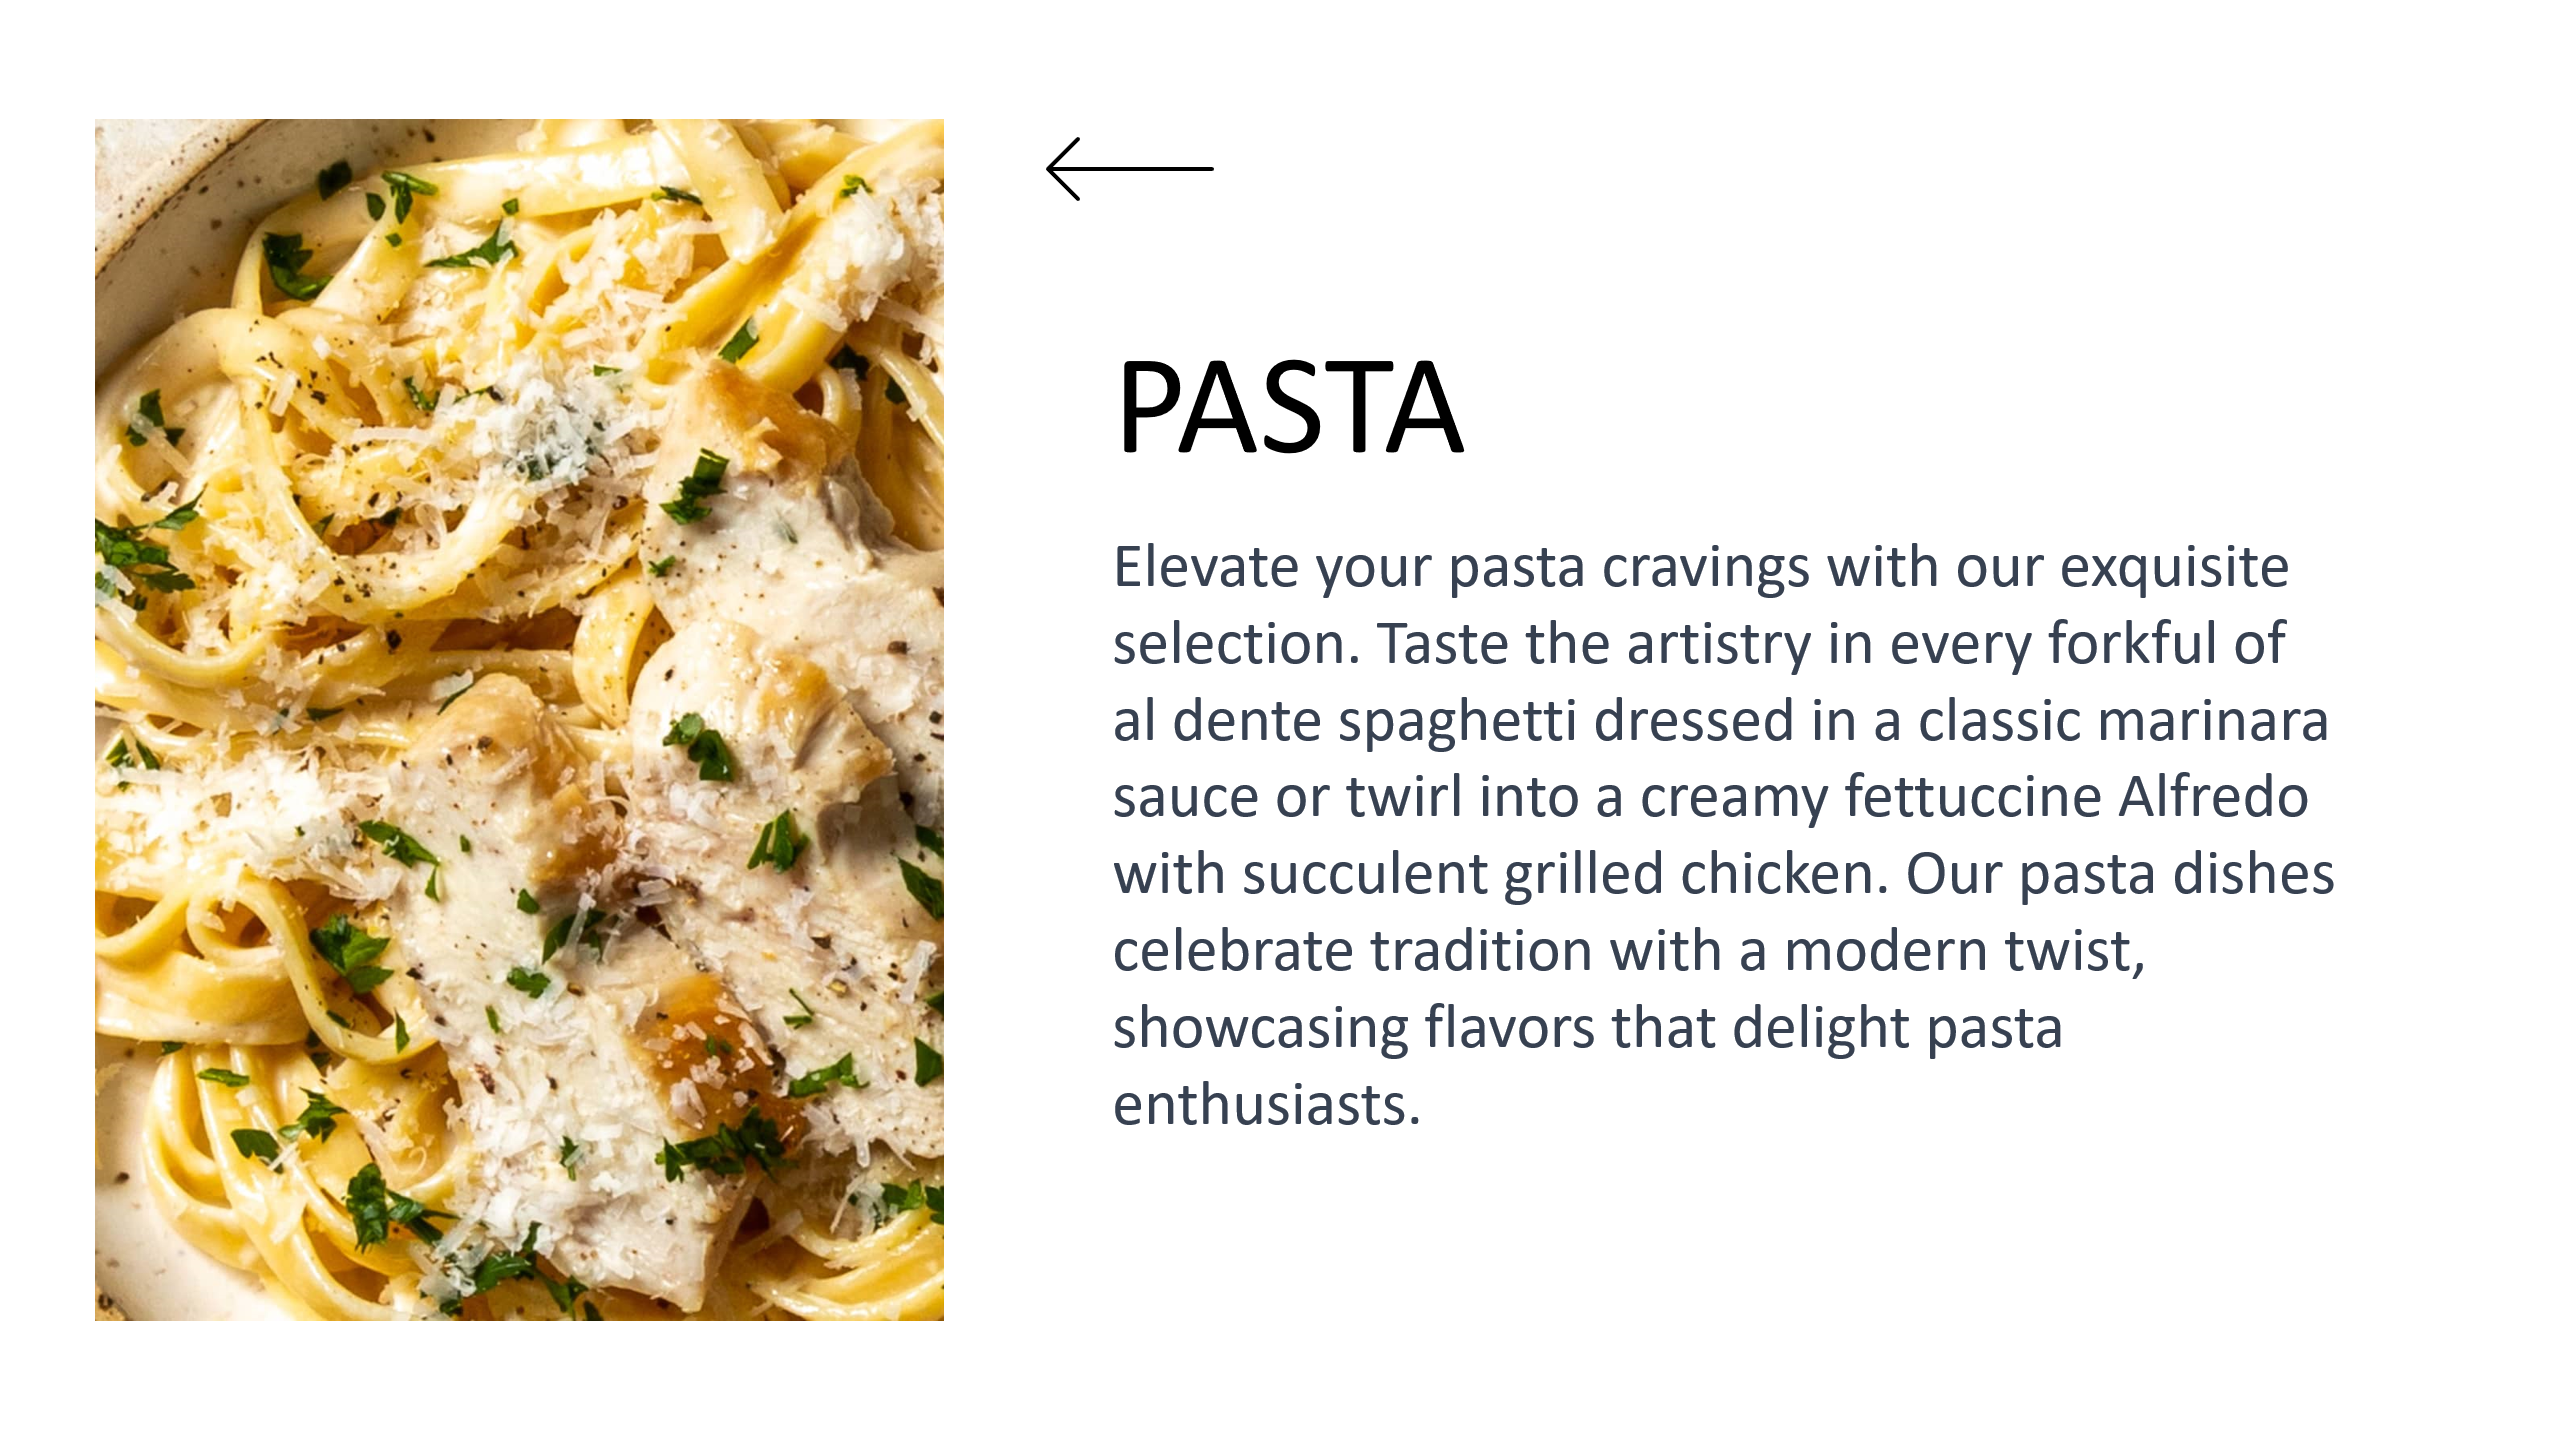 PASTA
Elevate your pasta cravings with our exquisite
selection. Taste the artistry in every forkful of
al dente spaghetti dressed in a classic marinara
sauce or twirl into a creamy fettuccine Alfredo
with succulent grilled chicken. Our pasta dishes
celebrate tradition with a modern twist,
showcasing flavors that delight pasta
enthusiasts.